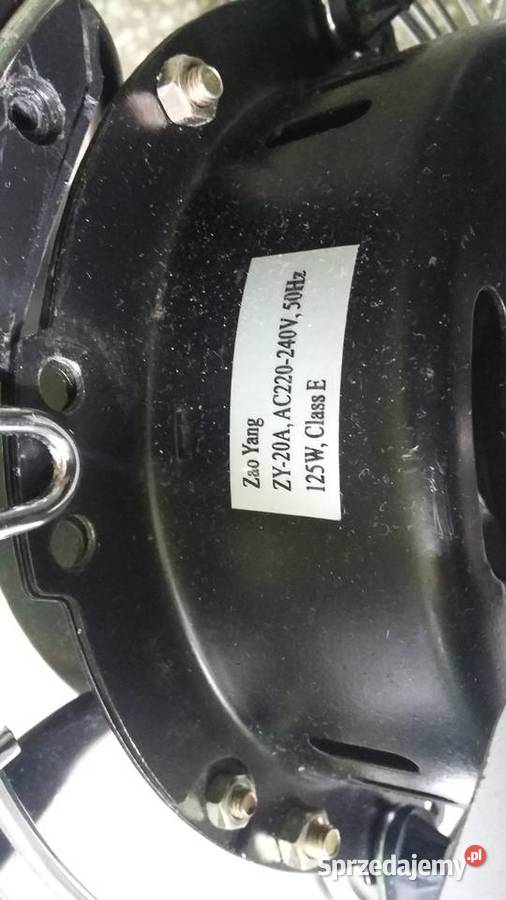 Zao Yang
ZY-20A, AC220-240V, 50Hz
125W, Class E
Sprzedajemy.pl